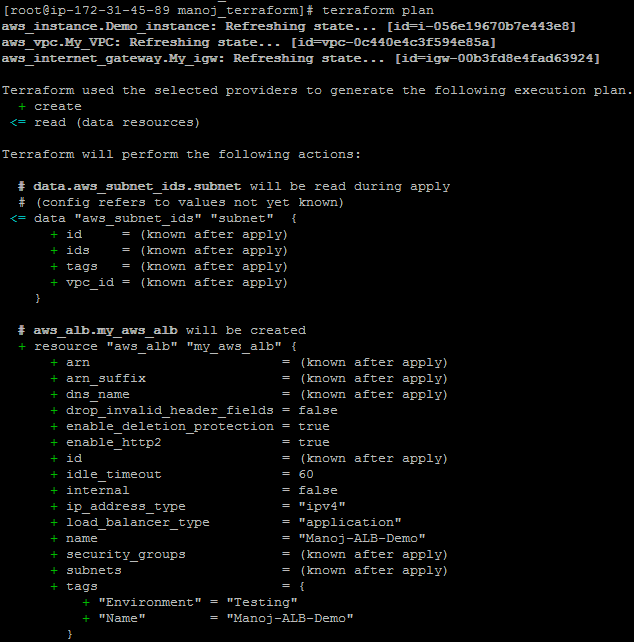 [root@ip-172-31-45-89 manoj_terraform]# terraform plan
aws_instance.Demo_instance: Refreshing state... [id=i-056e19670b7e443e8]
aws_vpc.My_VPC: Refreshing state... [id=vpc-0c440e4c3f594e85a]
aws_internet_gateway.My_igw: Refreshing state... [id=igw-00b3fd8e4fad63924]

Terraform used the selected providers to generate the following execution plan.
  + create
 <= read (data resources)

Terraform will perform the following actions:

  # data.aws_subnet_ids.subnet will be read during apply
  # (config refers to values not yet known)
 <= data "aws_subnet_ids" "subnet"  {
      + id     = (known after apply)
      + ids    = (known after apply)
      + tags   = (known after apply)
      + vpc_id = (known after apply)
    }

  # aws_alb.my_aws_alb will be created
  + resource "aws_alb" "my_aws_alb" {
      + arn                        = (known after apply)
      + arn_suffix                 = (known after apply)
      + dns_name                   = (known after apply)
      + drop_invalid_header_fields = false
      + enable_deletion_protection = true
      + enable_http2               = true
      + id                         = (known after apply)
      + idle_timeout               = 60
      + internal                   = false
      + ip_address_type            = "ipv4"
      + load_balancer_type         = "application"
      + name                       = "Manoj-ALB-Demo"
      + security_groups            = (known after apply)
      + subnets                    = (known after apply)
      + tags                       = {
          + "Environment" = "Testing"
          + "Name"        = "Manoj-ALB-Demo"
        }